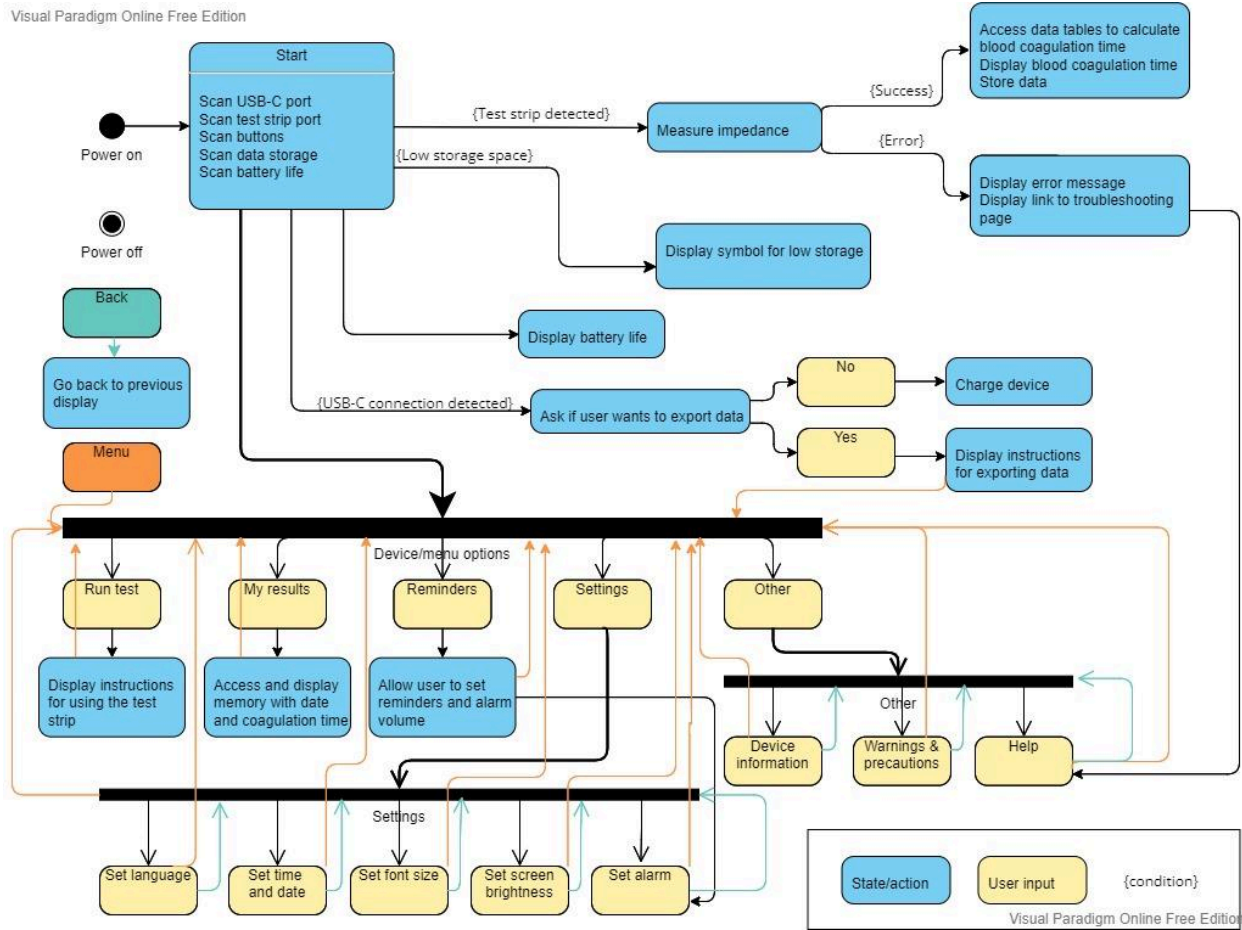 Visual Paradigm Online Free Edition
Start
Scan USB-C port
Scan test strip port
Scan buttons
Scan data storage
Scan battery life
Power on
Power off
{Test strip detected}
{Low storage space}
Measure impedance
{Success}
{Error}
Access data tables to calculate
blood coagulation time
Display blood coagulation time
Store data
Display error message
Display link to troubleshooting
page
Display symbol for low storage
Display battery life
{USB-C connection detected}
Ask if user wants to export data
No
Charge device
Yes
Display instructions
for exporting data
Back
Go back to previous
display
Menu
Device/menu options
Run test
My results
Reminders
Settings
Other
Display instructions
for using the test
strip
Access and display
memory with date
and coagulation time
Allow user to set
reminders and alarm
volume
Other
Device
information
Warnings &
precautions
Help
Settings
Set language
Set time
and date
Set font size
Set screen
brightness
Set alarm
State/action
User input
{condition}
Visual Paradigm Online Free Edition